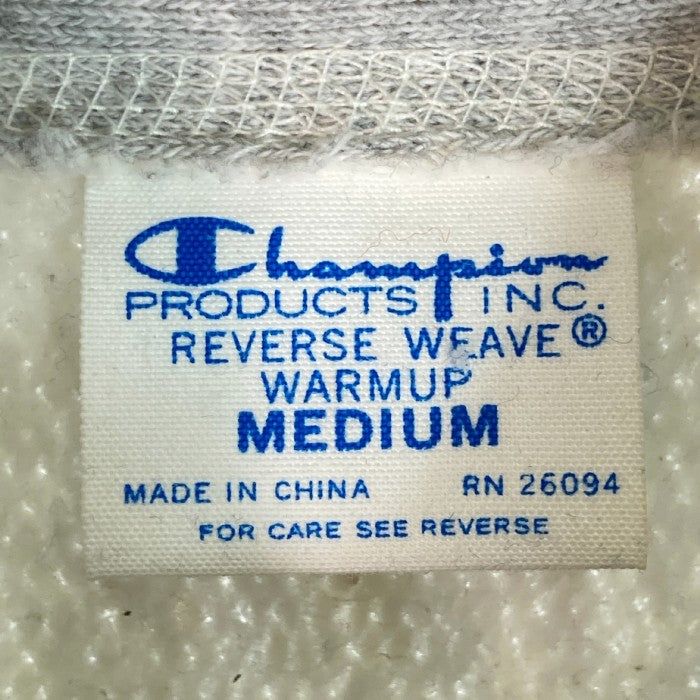 Champion
PRODUCTS INC.
REVERSE WEAVE®
WARMUP
MEDIUM
MADE IN CHINA RN 26094
FOR CARE SEE REVERSE